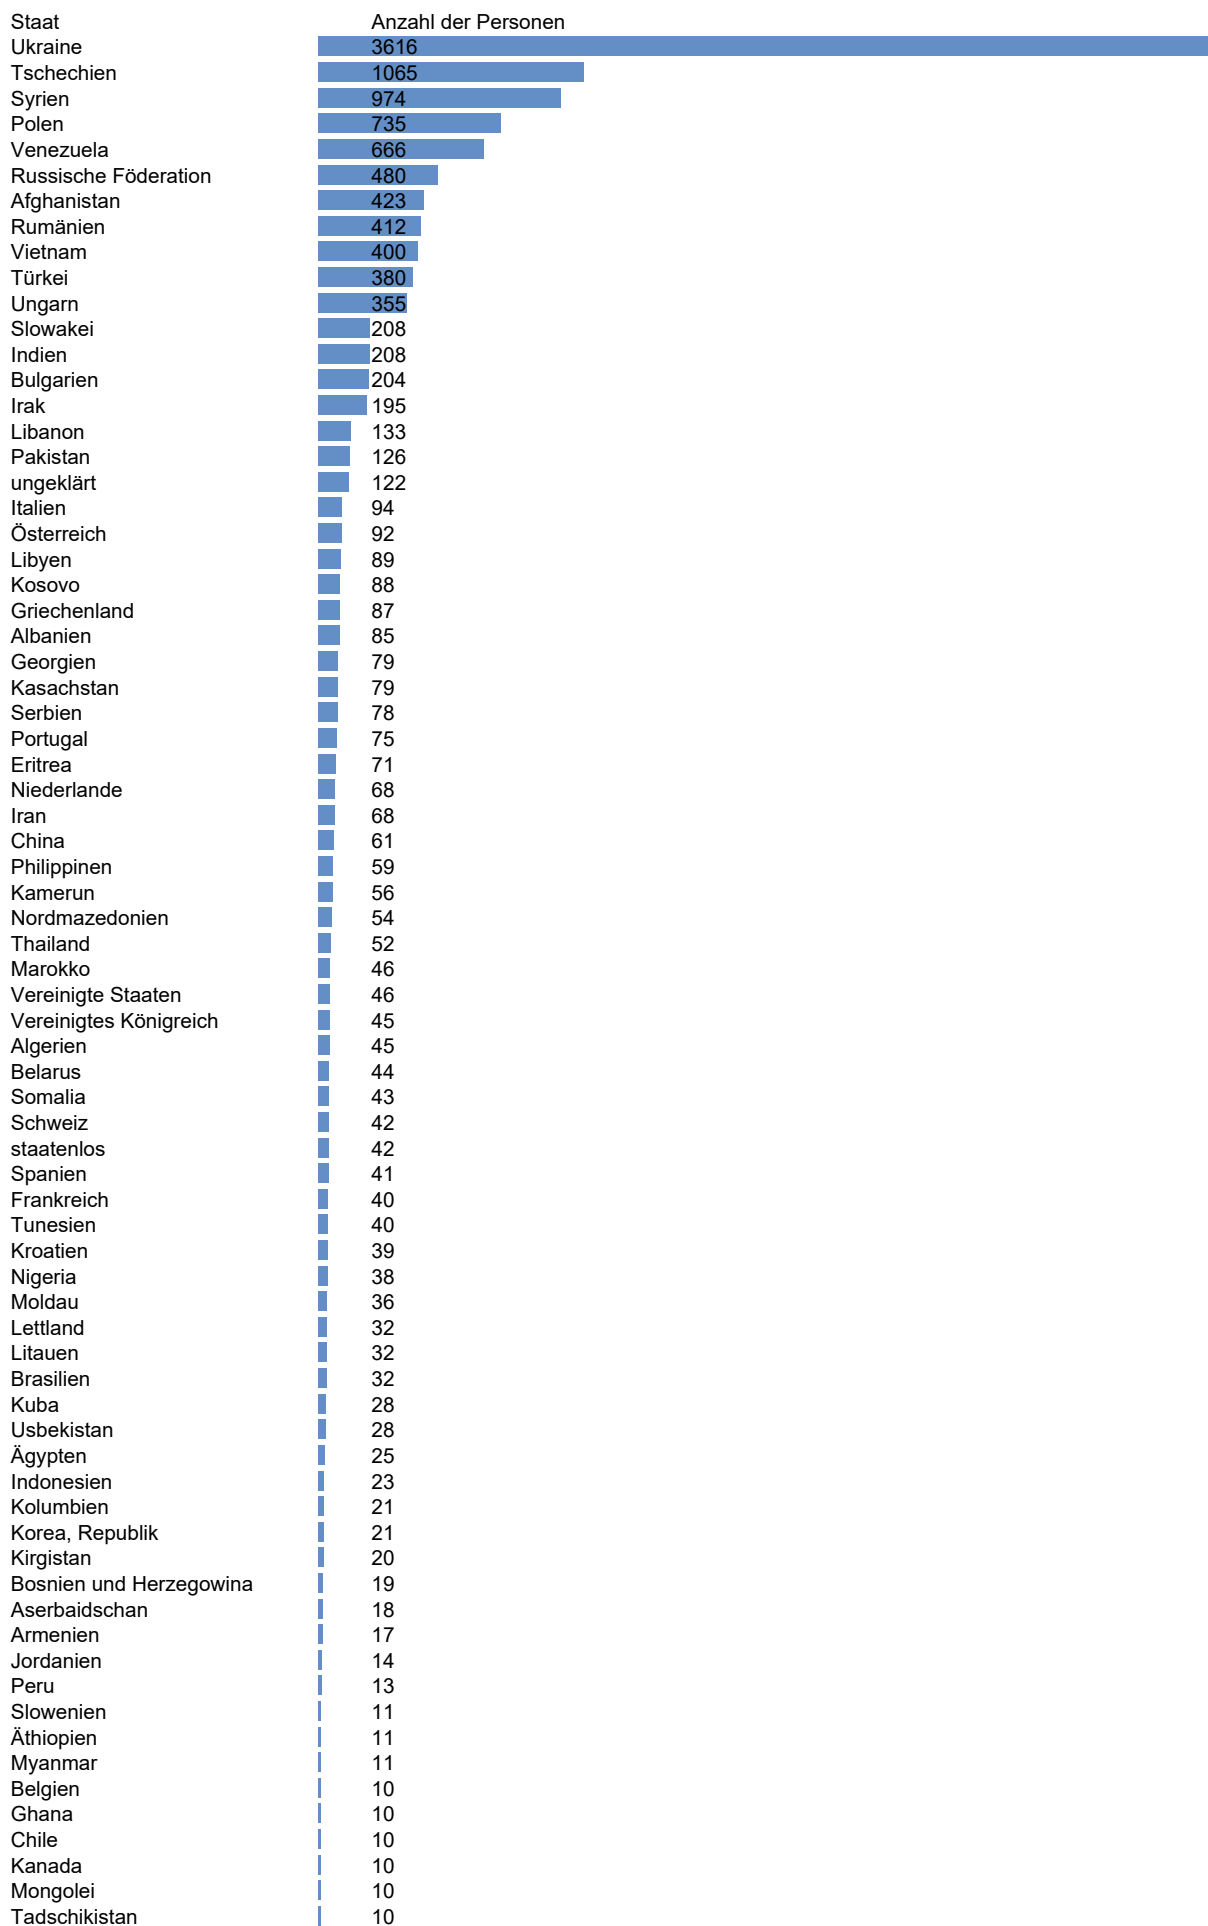 Staat Anzahl der Personen
Ukraine 3616
Tschechien 1065
Syrien 974
Polen 735
Venezuela 666
Russische Föderation 480
Afghanistan 423
Rumänien 412
Vietnam 400
Türkei 380
Ungarn 355
Slowakei 208
Indien 208
Bulgarien 204
Irak 195
Libanon 133
Pakistan 126
ungeklärt 122
Italien 94
Österreich 92
Libyen 89
Kosovo 88
Griechenland 87
Albanien 85
Georgien 79
Kasachstan 79
Serbien 78
Portugal 75
Eritrea 71
Niederlande 68
Iran 68
China 61
Philippinen 59
Kamerun 56
Nordmazedonien 54
Thailand 52
Marokko 46
Vereinigte Staaten 46
Vereinigtes Königreich 45
Algerien 45
Belarus 44
Somalia 43
Schweiz 42
staatenlos 42
Spanien 41
Frankreich 40
Tunesien 40
Kroatien 39
Nigeria 38
Moldau 36
Lettland 32
Litauen 32
Brasilien 32
Kuba 28
Usbekistan 28
Ägypten 25
Indonesien 23
Kolumbien 21
Korea, Republik 21
Kirgistan 20
Bosnien und Herzegowina 19
Aserbaidschan 18
Armenien 17
Jordanien 14
Peru 13
Slowenien 11
Äthiopien 11
Myanmar 11
Belgien 10
Ghana 10
Chile 10
Kanada 10
Mongolei 10
Tadschikistan 10